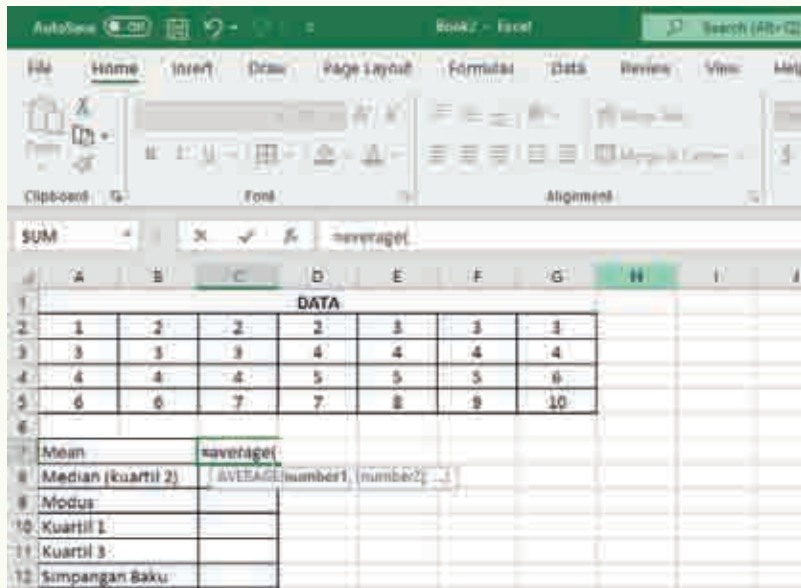 AutoSave Off Book2 - Excel Search (Alt+Q)
File Home Insert Draw Page Layout Formulas Data Review View Help
Clipboard Font Alignment
SUM =average(
A B C D E F G H I
1 DATA
2 1 2 2 2 3 3 3
3 3 3 3 4 4 4 4
4 4 4 4 5 5 5 6
5 6 6 7 7 8 9 10
6
7 Mean =average(
8 Median (kuartil 2) AVERAGE(number1, [number2], ...)
9 Modus
10 Kuartil 1
11 Kuartil 3
12 Simpangan Baku